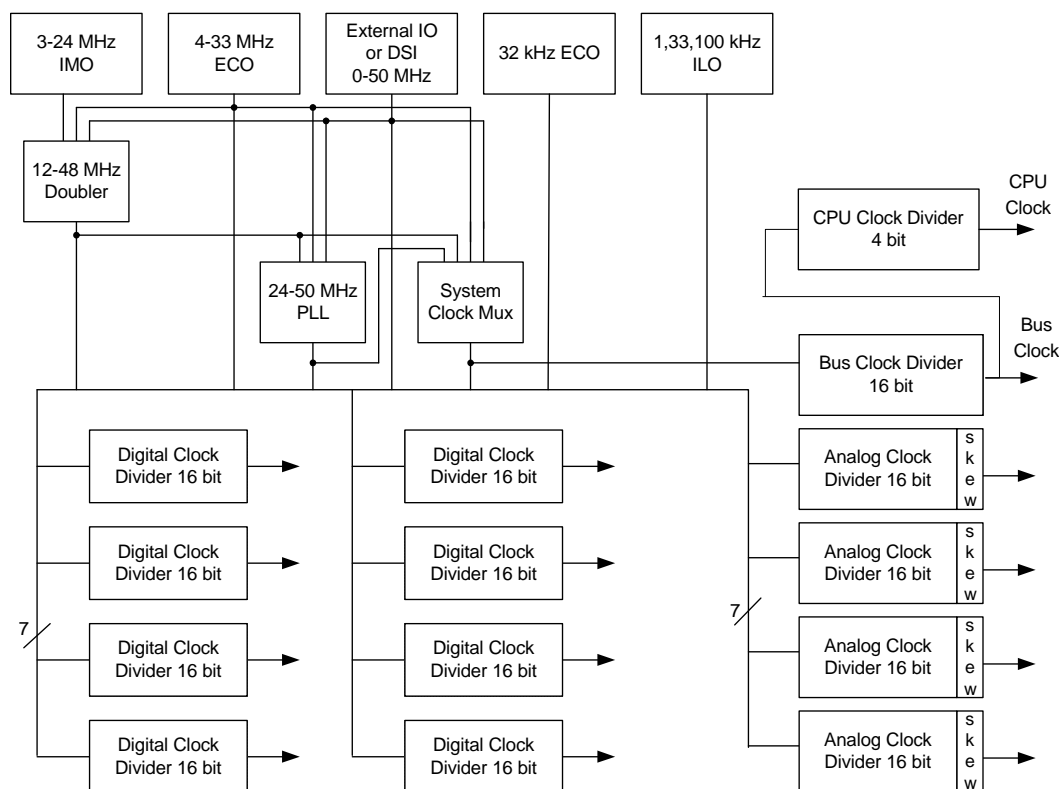 3-24 MHz
IMO
4-33 MHz
ECO
External IO
or DSI
0-50 MHz
32 kHz ECO
1,33,100 kHz
ILO
12-48 MHz
Doubler
24-50 MHz
PLL
System
Clock Mux
CPU Clock Divider
4 bit
CPU
Clock
Bus Clock Divider
16 bit
Bus
Clock
Digital Clock
Divider 16 bit
Digital Clock
Divider 16 bit
Analog Clock
Divider 16 bit
s
k
e
w
Digital Clock
Divider 16 bit
Digital Clock
Divider 16 bit
Analog Clock
Divider 16 bit
s
k
e
w
7
7
Digital Clock
Divider 16 bit
Digital Clock
Divider 16 bit
Analog Clock
Divider 16 bit
s
k
e
w
Digital Clock
Divider 16 bit
Digital Clock
Divider 16 bit
Analog Clock
Divider 16 bit
s
k
e
w